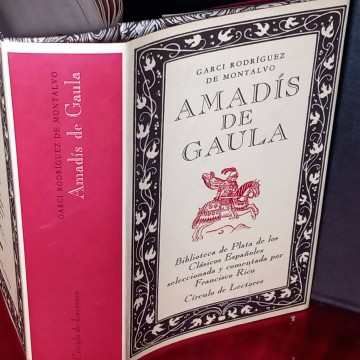 GARCI RODRÍGUEZ DE MONTALVO
Amadís de Gaula
Círculo de Lectores
GARCI RODRÍGUEZ
DE MONTALVO
AMADÍS
DE
GAULA
Biblioteca de Plata de los
Clásicos Españoles
seleccionada y comentada por
Francisco Rico
Círculo de Lectores